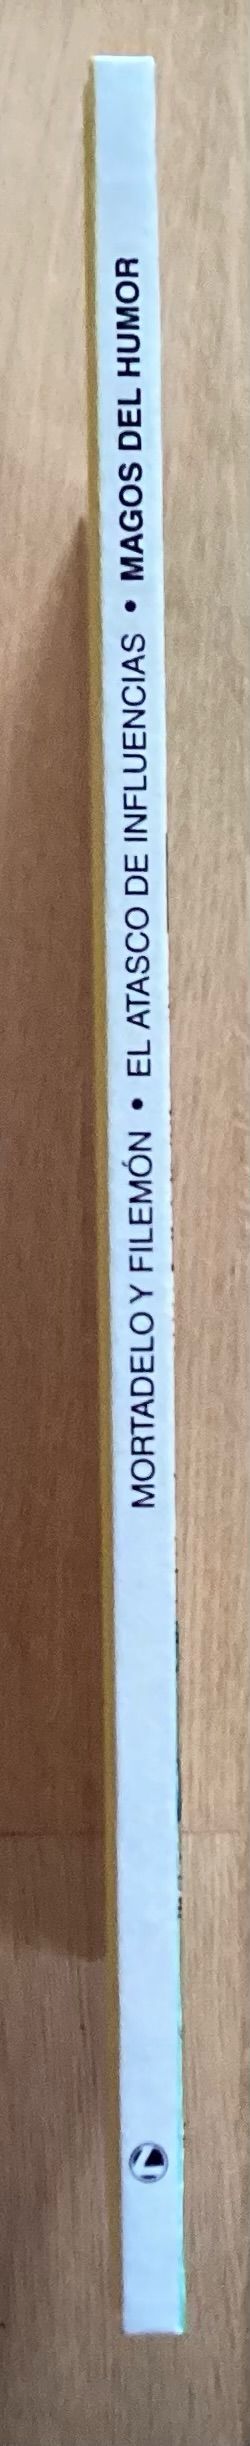 MORTADELO Y FILEMÓN • EL ATASCO DE INFLUENCIAS • MAGOS DEL HUMOR